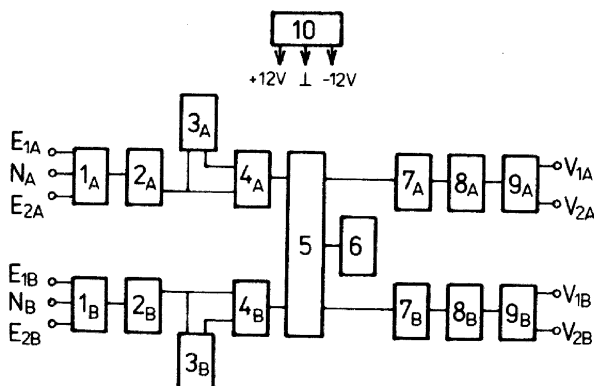 10
+12V ⊥ -12V
3A
E1A
NA
E2A
1A
2A
4A
5
6
7A
8A
9A
V1A
V2A
E1B
NB
E2B
1B
2B
3B
4B
7B
8B
9B
V1B
V2B